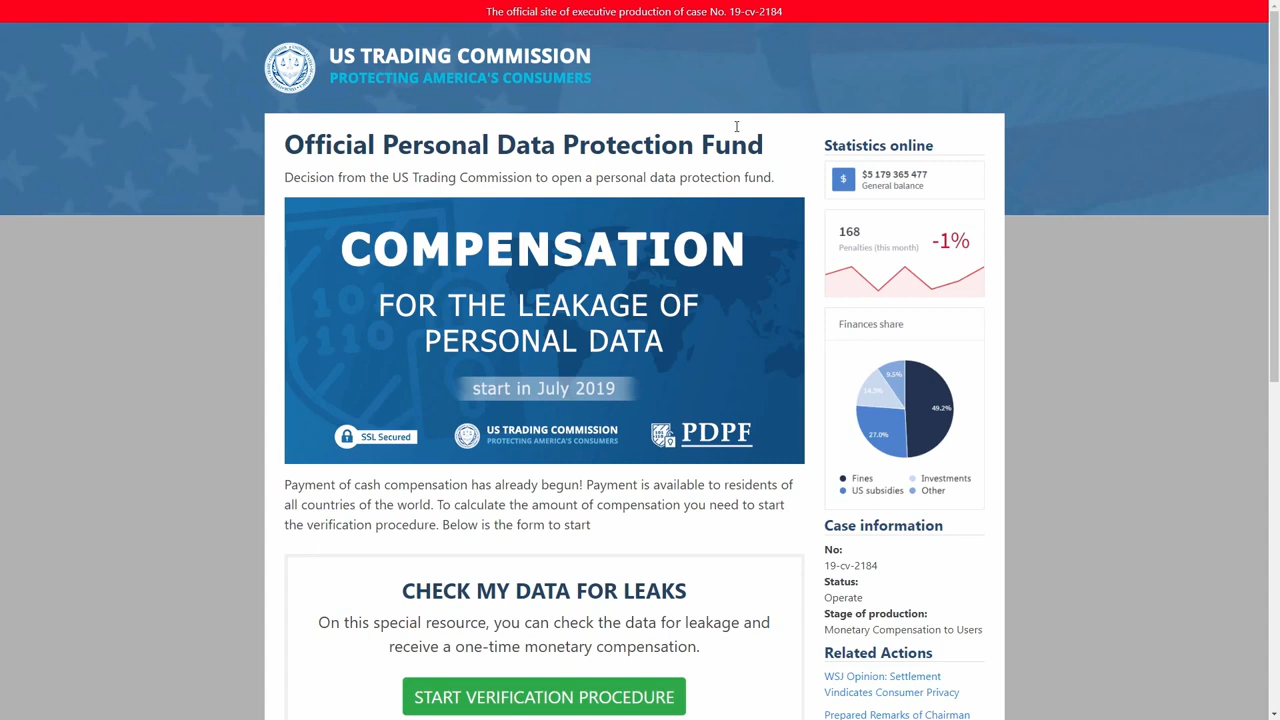 The official site of executive production of case No. 19-cv-2184
US TRADING COMMISSION
PROTECTING AMERICA'S CONSUMERS
Official Personal Data Protection Fund
Decision from the US Trading Commission to open a personal data protection fund.
COMPENSATION
FOR THE LEAKAGE OF
PERSONAL DATA
start in July 2019
SSL Secured
US TRADING COMMISSION
PROTECTING AMERICA'S CONSUMERS
PDPF
Payment of cash compensation has already begun! Payment is available to residents of
all countries of the world. To calculate the amount of compensation you need to start
the verification procedure. Below is the form to start
CHECK MY DATA FOR LEAKS
On this special resource, you can check the data for leakage and
receive a one-time monetary compensation.
START VERIFICATION PROCEDURE
Statistics online
$
$5 179 365 477
General balance
168
Penalties (this month)
-1%
Finances share
9.5%
14.3%
49.2%
27.0%
Fines
Investments
US subsidies
Other
Case information
No:
19-cv-2184
Status:
Operate
Stage of production:
Monetary Compensation to Users
Related Actions
WSJ Opinion: Settlement
Vindicates Consumer Privacy
Prepared Remarks of Chairman